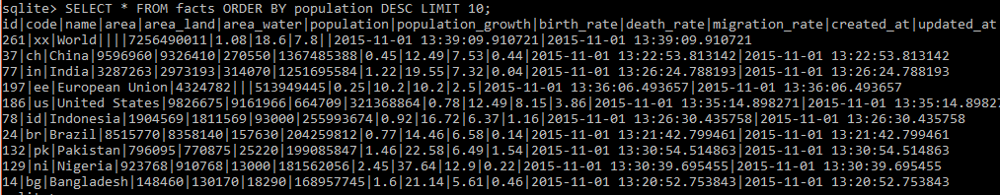 sqlite> SELECT * FROM facts ORDER BY population DESC LIMIT 10;
id|code|name|area|area_land|area_water|population|population_growth|birth_rate|death_rate|migration_rate|created_at|updated_at
261|xx|World||||7256490011|1.08|18.6|7.8||2015-11-01 13:39:09.910721|2015-11-01 13:39:09.910721
37|ch|China|9596960|9326410|270550|1367485388|0.45|12.49|7.53|0.44|2015-11-01 13:22:53.813142|2015-11-01 13:22:53.813142
77|in|India|3287263|2973193|314070|1251695584|1.22|19.55|7.32|0.04|2015-11-01 13:26:24.788193|2015-11-01 13:26:24.788193
197|ee|European Union|4324782|||513949445|0.25|10.2|10.2|2.5|2015-11-01 13:36:06.493657|2015-11-01 13:36:06.493657
186|us|United States|9826675|9161966|664709|321368864|0.78|12.49|8.15|3.86|2015-11-01 13:35:14.898271|2015-11-01 13:35:14.89827
78|id|Indonesia|1904569|1811569|93000|255993674|0.92|16.72|6.37|1.16|2015-11-01 13:26:30.435758|2015-11-01 13:26:30.435758
24|br|Brazil|8515770|8358140|157630|204259812|0.77|14.46|6.58|0.14|2015-11-01 13:21:42.799461|2015-11-01 13:21:42.799461
132|pk|Pakistan|796095|770875|25220|199085847|1.46|22.58|6.49|1.54|2015-11-01 13:30:54.514863|2015-11-01 13:30:54.514863
129|ni|Nigeria|923768|910768|13000|181562056|2.45|37.64|12.9|0.22|2015-11-01 13:30:39.695455|2015-11-01 13:30:39.695455
14|bg|Bangladesh|148460|130170|18290|168957745|1.6|21.14|5.61|0.46|2015-11-01 13:20:52.753843|2015-11-01 13:20:52.753843